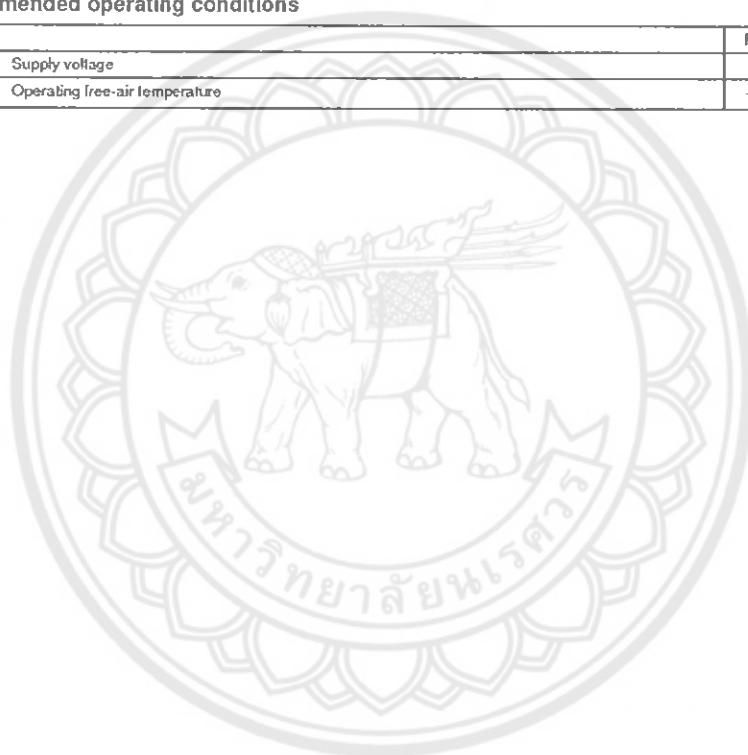 mended operating conditions
Supply voltage
Operating free-air temperature
มหาวิทยาลัยนเรศวร